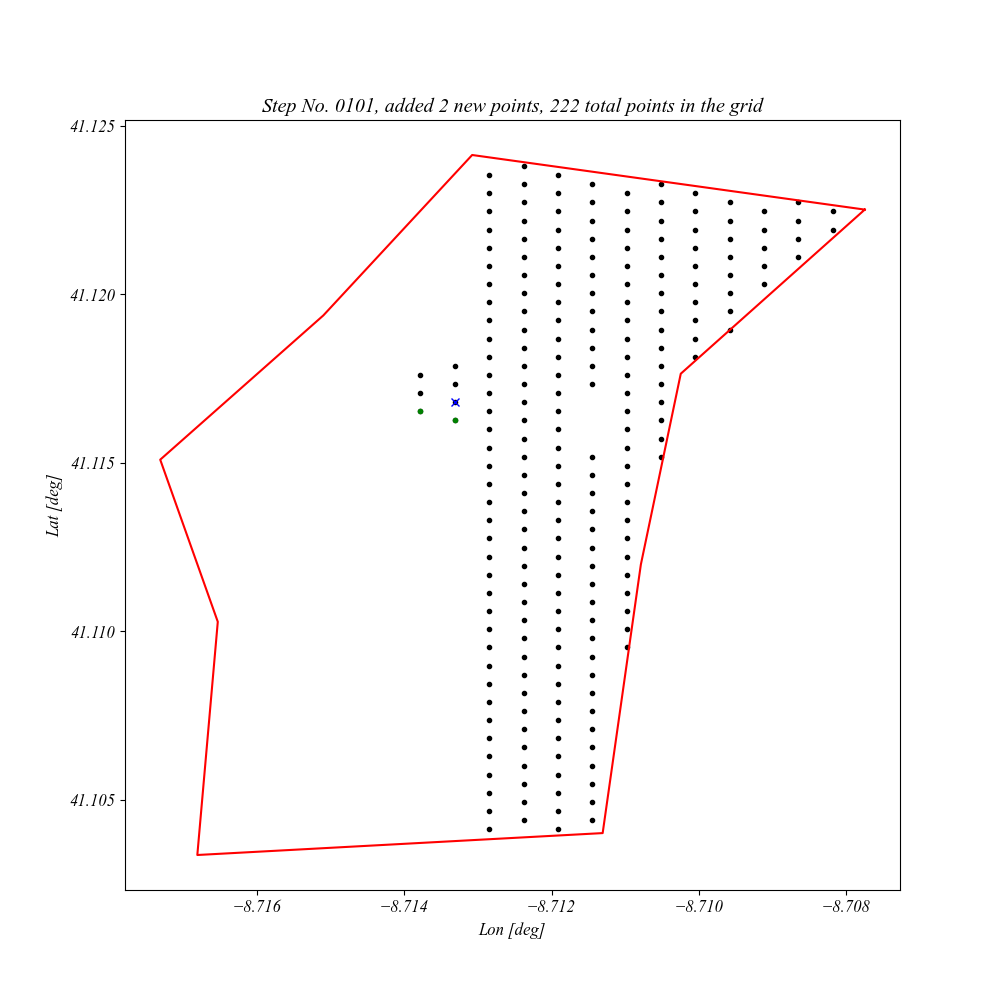 Step No. 0101, added 2 new points, 222 total points in the grid
41.125
41.120
41.115
41.110
41.105
Lat [deg]
−8.716 −8.714 −8.712 −8.710 −8.708
Lon [deg]